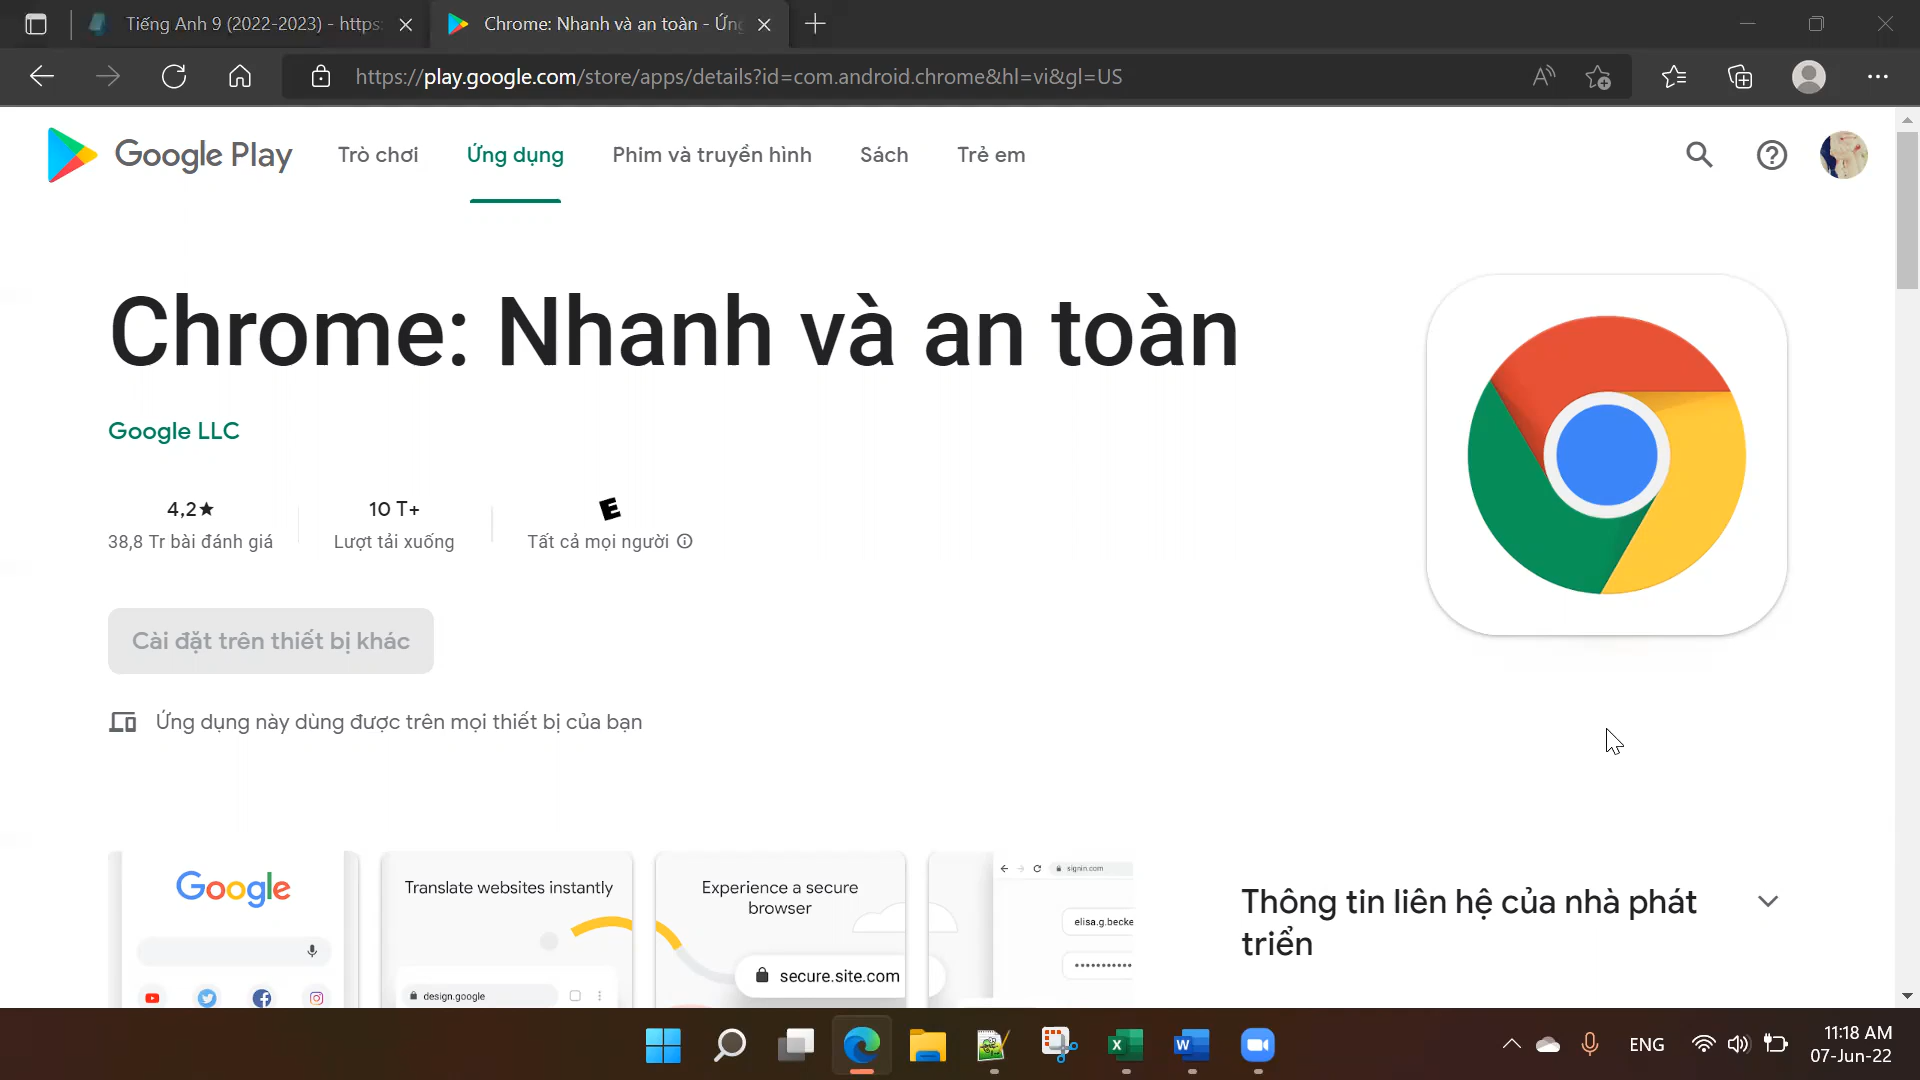 Tiếng Anh 9 (2022-2023) - https:
Chrome: Nhanh và an toàn - Ứng
https://play.google.com/store/apps/details?id=com.android.chrome&hl=vi&gl=US
Google Play
Trò chơi
Ứng dụng
Phim và truyền hình
Sách
Trẻ em
Chrome: Nhanh và an toàn
Google LLC
4,2★
38,8 Tr bài đánh giá
10 T+
Lượt tải xuống
E
Tất cả mọi người
Cài đặt trên thiết bị khác
Ứng dụng này dùng được trên mọi thiết bị của bạn
Google
Translate websites instantly
design.google
Experience a secure
browser
secure.site.com
signin.com
elisa.g.becke
Thông tin liên hệ của nhà phát
triển
ENG
11:18 AM
07-Jun-22